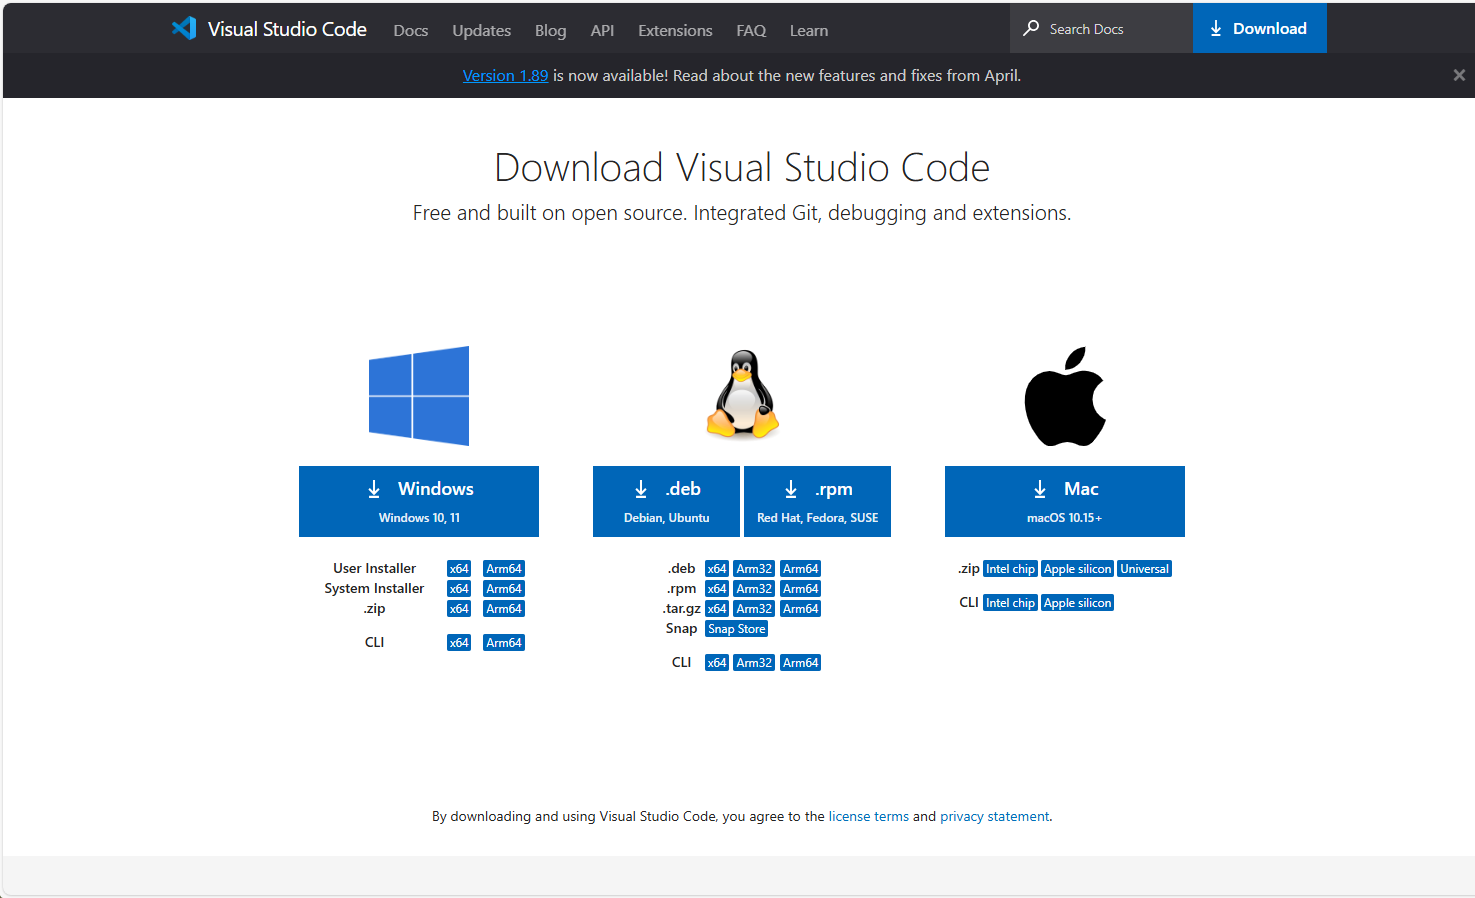 Visual Studio Code Docs Updates Blog API Extensions FAQ Learn Search Docs Download
Version 1.89 is now available! Read about the new features and fixes from April.
Download Visual Studio Code
Free and built on open source. Integrated Git, debugging and extensions.
Windows
Windows 10, 11
User Installer x64 Arm64
System Installer x64 Arm64
.zip x64 Arm64
CLI x64 Arm64
.deb
Debian, Ubuntu
.rpm
Red Hat, Fedora, SUSE
.deb x64 Arm32 Arm64
.rpm x64 Arm32 Arm64
.tar.gz x64 Arm32 Arm64
Snap Snap Store
CLI x64 Arm32 Arm64
Mac
macOS 10.15+
.zip Intel chip Apple silicon Universal
CLI Intel chip Apple silicon
By downloading and using Visual Studio Code, you agree to the license terms and privacy statement.